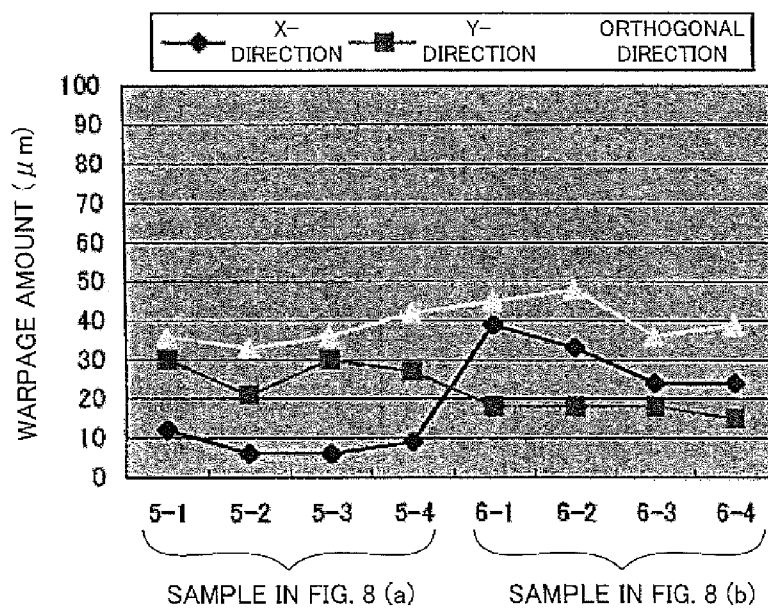 X-
DIRECTION
Y-
DIRECTION
ORTHOGONAL
DIRECTION
WARPAGE AMOUNT (μm)
100
90
80
70
60
50
40
30
20
10
0
5-1 5-2 5-3 5-4 6-1 6-2 6-3 6-4
SAMPLE IN FIG. 8 (a) SAMPLE IN FIG. 8 (b)